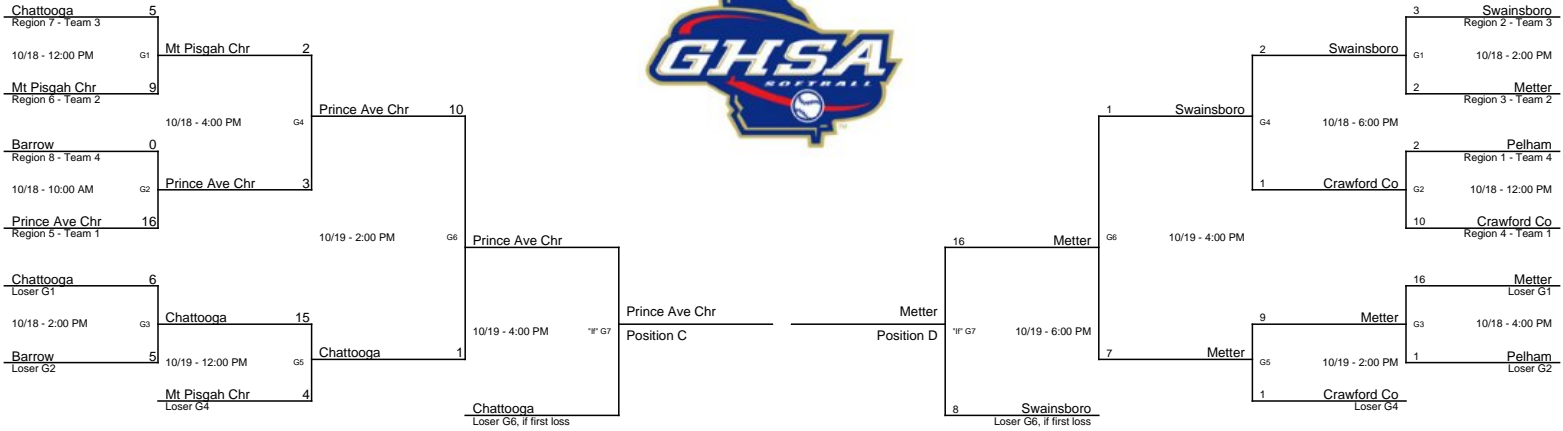 Chattooga 5
Region 7 - Team 3
10/18 - 12:00 PM G1
Mt Pisgah Chr 9
Region 6 - Team 2
Barrow 0
Region 8 - Team 4
10/18 - 10:00 AM G2
Prince Ave Chr 16
Region 5 - Team 1
Chattooga 6
Loser G1
10/18 - 2:00 PM G3
Barrow 5
Loser G2
Mt Pisgah Chr 2
10/18 - 4:00 PM G4
Prince Ave Chr 3
Chattooga 15
10/19 - 12:00 PM G5
Mt Pisgah Chr 4
Loser G4
Prince Ave Chr 10
10/19 - 2:00 PM G6
Chattooga 1
Prince Ave Chr
10/19 - 4:00 PM "If" G7
Chattooga
Loser G6, if first loss
Prince Ave Chr
Position C
GHSA
SOFTBALL
TM
Metter
Position D
16 Metter
"If" G7 10/19 - 6:00 PM
8 Swainsboro
Loser G6, if first loss
1 Swainsboro
G6 10/19 - 4:00 PM
7 Metter
2 Swainsboro
G4 10/18 - 6:00 PM
1 Crawford Co
9 Metter
G5 10/19 - 2:00 PM
1 Crawford Co
Loser G4
3 Swainsboro
Region 2 - Team 3
G1 10/18 - 2:00 PM
2 Metter
Region 3 - Team 2
2 Pelham
Region 1 - Team 4
G2 10/18 - 12:00 PM
10 Crawford Co
Region 4 - Team 1
16 Metter
Loser G1
G3 10/18 - 4:00 PM
1 Pelham
Loser G2